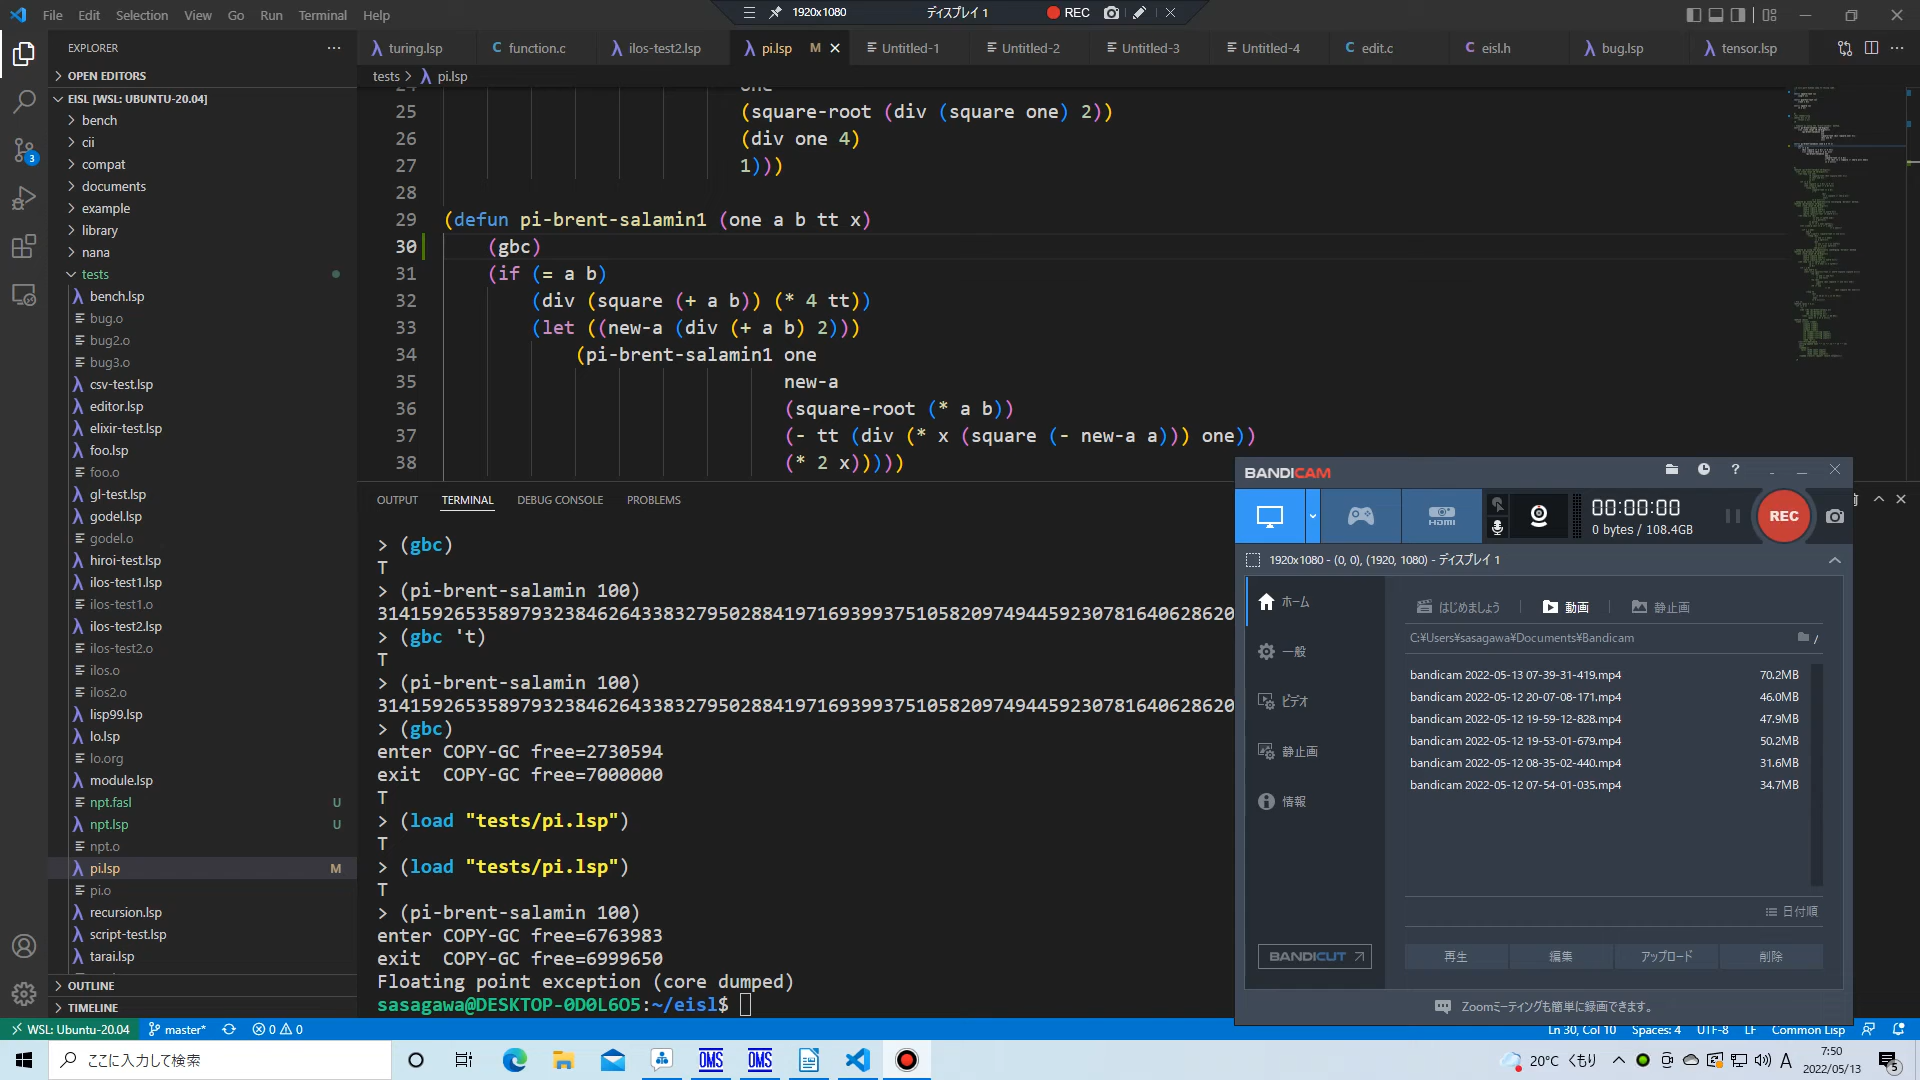 File Edit Selection View Go Run Terminal Help
1920x1080 ディスプレイ 1 REC
EXPLORER
turing.lsp function.c ilos-test2.lsp pi.lsp M Untitled-1 Untitled-2 Untitled-3 Untitled-4 edit.c eisl.h bug.lsp tensor.lsp
OPEN EDITORS
tests > pi.lsp
EISL [WSL: UBUNTU-20.04]
bench
cii
compat
documents
example
library
nana
tests
bench.lsp
bug.o
bug2.o
bug3.o
csv-test.lsp
editor.lsp
elixir-test.lsp
foo.lsp
foo.o
gl-test.lsp
godel.lsp
godel.o
hiroi-test.lsp
ilos-test1.lsp
ilos-test1.o
ilos-test2.lsp
ilos-test2.o
ilos.o
ilos2.o
lisp99.lsp
lo.lsp
lo.org
module.lsp
npt.fasl U
npt.lsp U
npt.o
pi.lsp M
pi.o
recursion.lsp
script-test.lsp
tarai.lsp
OUTLINE
TIMELINE
24 one
25 (square-root (div (square one) 2))
26 (div one 4)
27 1)))
28
29 (defun pi-brent-salamin1 (one a b tt x)
30 (gbc)
31 (if (= a b)
32 (div (square (+ a b)) (* 4 tt))
33 (let ((new-a (div (+ a b) 2)))
34 (pi-brent-salamin1 one
35 new-a
36 (square-root (* a b))
37 (- tt (div (* x (square (- new-a a))) one))
38 (* 2 x)))))
OUTPUT TERMINAL DEBUG CONSOLE PROBLEMS
> (gbc)
T
> (pi-brent-salamin 100)
314159265358979323846264338327950288419716939937510582097494459230781640628620
> (gbc 't)
T
> (pi-brent-salamin 100)
314159265358979323846264338327950288419716939937510582097494459230781640628620
> (gbc)
enter COPY-GC free=2730594
exit COPY-GC free=7000000
T
> (load "tests/pi.lsp")
T
> (load "tests/pi.lsp")
T
> (pi-brent-salamin 100)
enter COPY-GC free=6763983
exit COPY-GC free=6999650
Floating point exception (core dumped)
sasagawa@DESKTOP-0D0L6O5:~/eisl$
BANDICAM
HDMI
00:00:00
0 bytes / 108.4GB
REC
1920x1080 - (0, 0), (1920, 1080) - ディスプレイ 1
ホーム
一般
ビデオ
静止画
情報
BANDICUT
はじめましょう 動画 静止画
C:¥Users¥sasagawa¥Documents¥Bandicam /
bandicam 2022-05-13 07-39-31-419.mp4 70.2MB
bandicam 2022-05-12 20-07-08-171.mp4 46.0MB
bandicam 2022-05-12 19-59-12-828.mp4 47.9MB
bandicam 2022-05-12 19-53-01-679.mp4 50.2MB
bandicam 2022-05-12 08-35-02-440.mp4 31.6MB
bandicam 2022-05-12 07-54-01-035.mp4 34.7MB
日付順
再生 編集 アップロード 削除
Zoomミーティングも簡単に録画できます。
WSL: Ubuntu-20.04 master* 0 0 Ln 30, Col 10 Spaces: 4 UTF-8 LF Common Lisp
3
ここに入力して検索
OMS OMS
20°C くもり A 7:50
2022/05/13
5